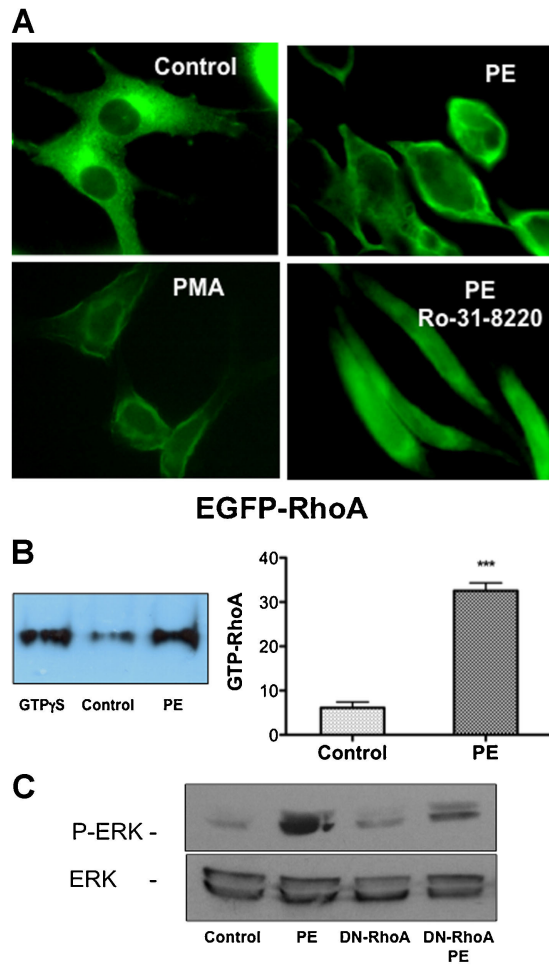 A
Control
PE
PMA
PE
Ro-31-8220
EGFP-RhoA
B
GTPγS Control PE
GTP-RhoA
40
30
20
10
0
***
Control PE
C
P-ERK -
ERK -
Control PE DN-RhoA DN-RhoA
PE